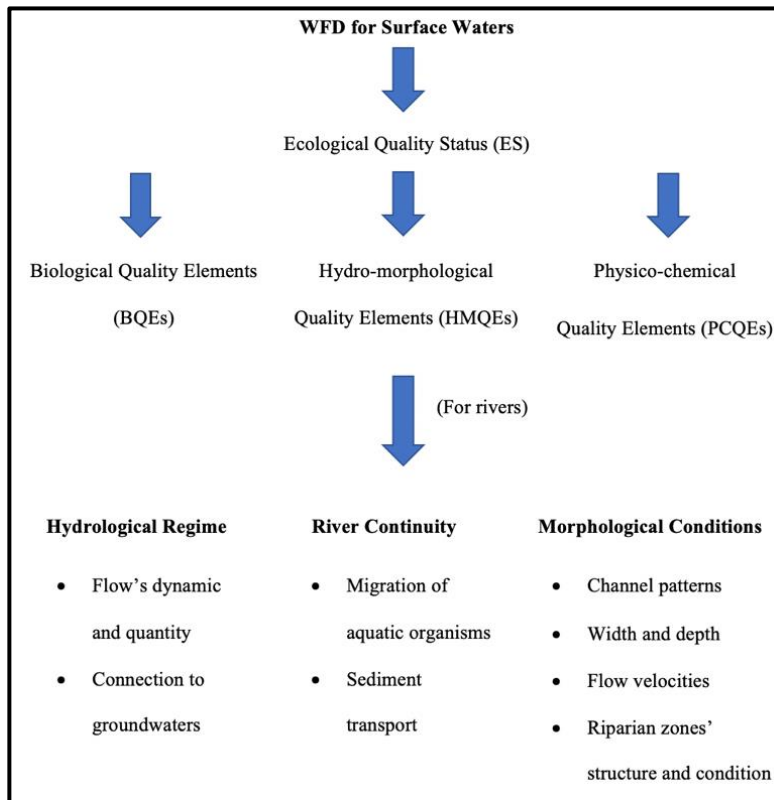 WFD for Surface Waters
Ecological Quality Status (ES)
Biological Quality Elements
(BQEs)
Hydro-morphological
Quality Elements (HMQEs)
Physico-chemical
Quality Elements (PCQEs)
(For rivers)
Hydrological Regime
• Flow's dynamic
and quantity
• Connection to
groundwaters
River Continuity
• Migration of
aquatic organisms
• Sediment
transport
Morphological Conditions
• Channel patterns
• Width and depth
• Flow velocities
• Riparian zones'
structure and condition